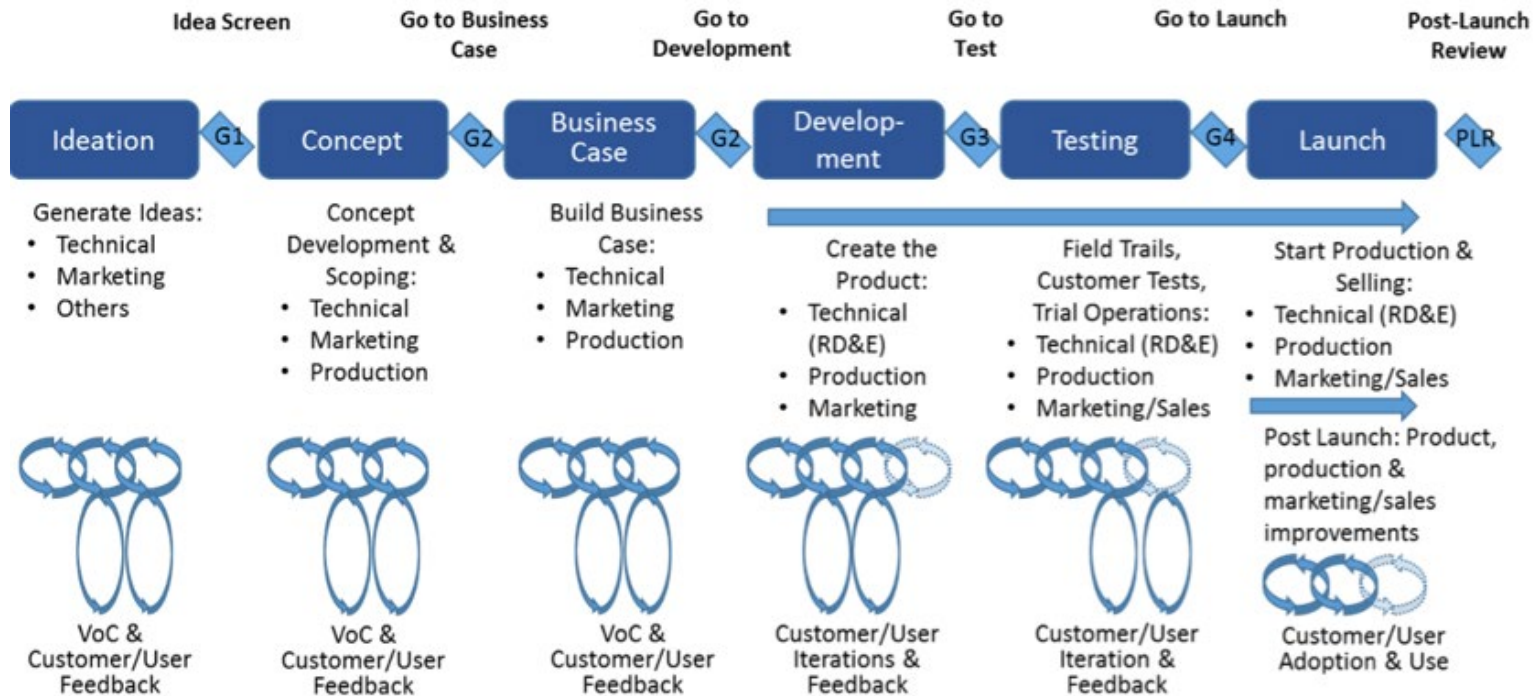 Idea Screen
Go to Business
Case
Go to
Development
Go to
Test
Go to Launch
Post-Launch
Review
Ideation
G1
Concept
G2
Business
Case
G2
Develop-
ment
G3
Testing
G4
Launch
PLR
Generate Ideas:
• Technical
• Marketing
• Others
Concept
Development &
Scoping:
• Technical
• Marketing
• Production
Build Business
Case:
• Technical
• Marketing
• Production
Create the
Product:
• Technical
(RD&E)
• Production
• Marketing
Field Trails,
Customer Tests,
Trial Operations:
• Technical (RD&E)
• Production
• Marketing/Sales
Start Production &
Selling:
• Technical (RD&E)
• Production
• Marketing/Sales
Post Launch: Product,
production &
marketing/sales
improvements
VoC &
Customer/User
Feedback
VoC &
Customer/User
Feedback
VoC &
Customer/User
Feedback
Customer/User
Iterations &
Feedback
Customer/User
Iteration &
Feedback
Customer/User
Adoption & Use